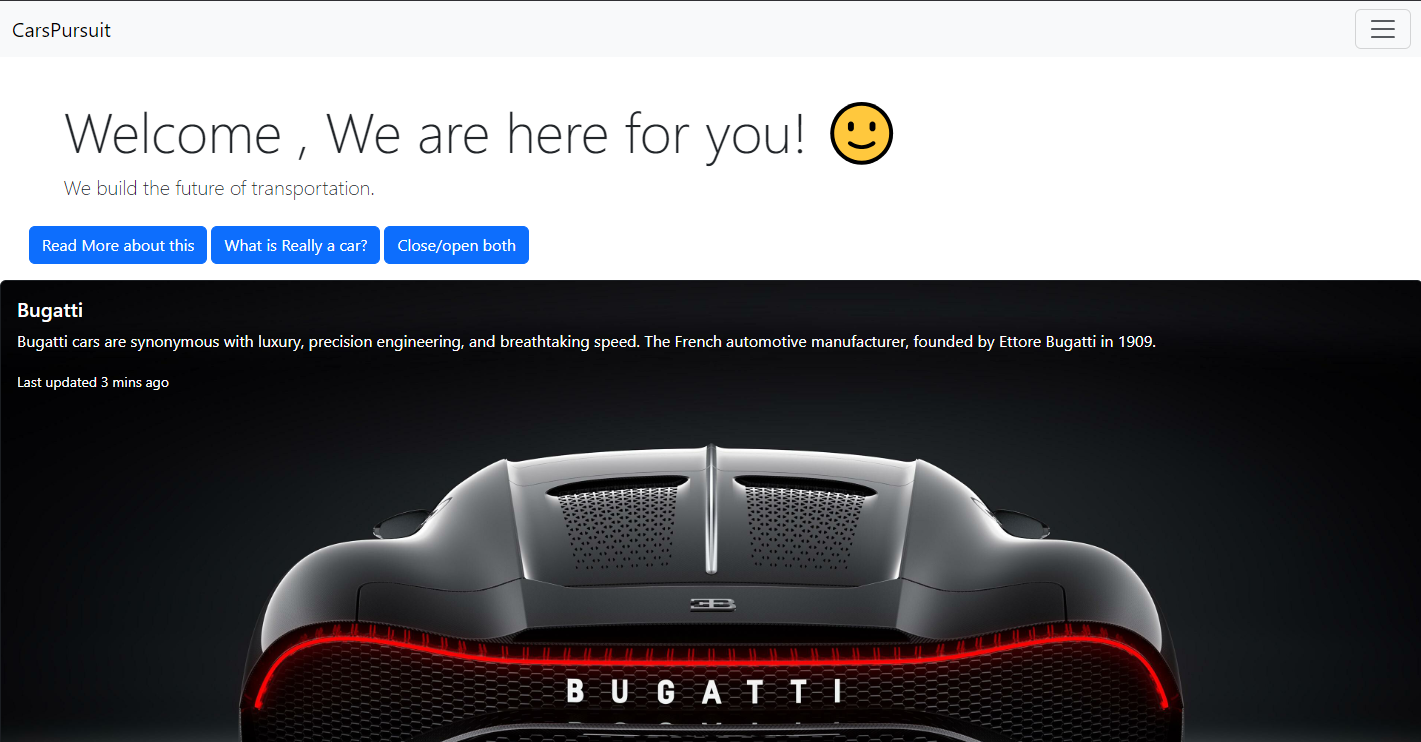 CarsPursuit
Welcome , We are here for you!
We build the future of transportation.
Read More about this
What is Really a car?
Close/open both
Bugatti
Bugatti cars are synonymous with luxury, precision engineering, and breathtaking speed. The French automotive manufacturer, founded by Ettore Bugatti in 1909.
Last updated 3 mins ago
EB
BUGATTI